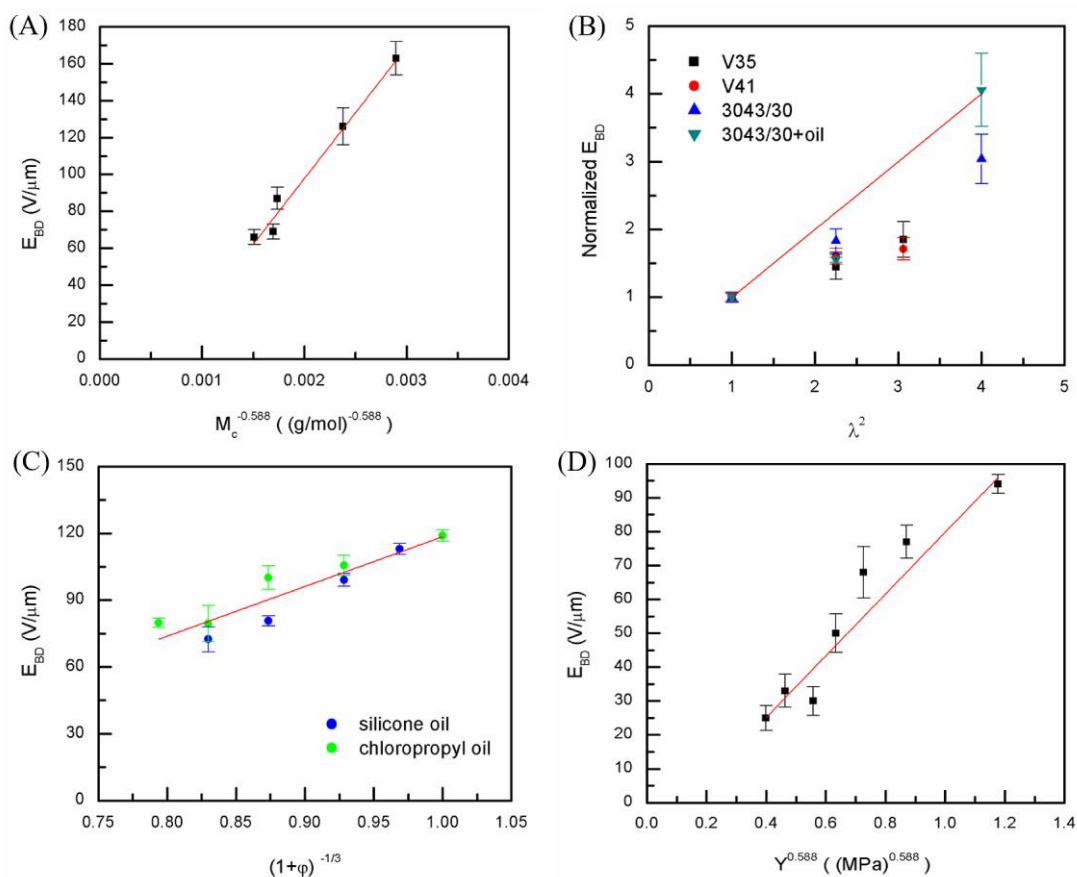 (A)
180
160
140
120
100
80
60
40
20
0
E_BD (V/μm)
0.000 0.001 0.002 0.003 0.004
M_c^-0.588 ( (g/mol)^-0.588 )
(B)
5
4
3
2
1
0
Normalized E_BD
V35
V41
3043/30
3043/30+oil
0 1 2 3 4 5
λ^2
(C)
150
120
90
60
30
0
E_BD (V/μm)
silicone oil
chloropropyl oil
0.75 0.80 0.85 0.90 0.95 1.00 1.05
(1+φ)^-1/3
(D)
100
90
80
70
60
50
40
30
20
10
0
E_BD (V/μm)
0.0 0.2 0.4 0.6 0.8 1.0 1.2 1.4
Y^0.588 ( (MPa)^0.588 )